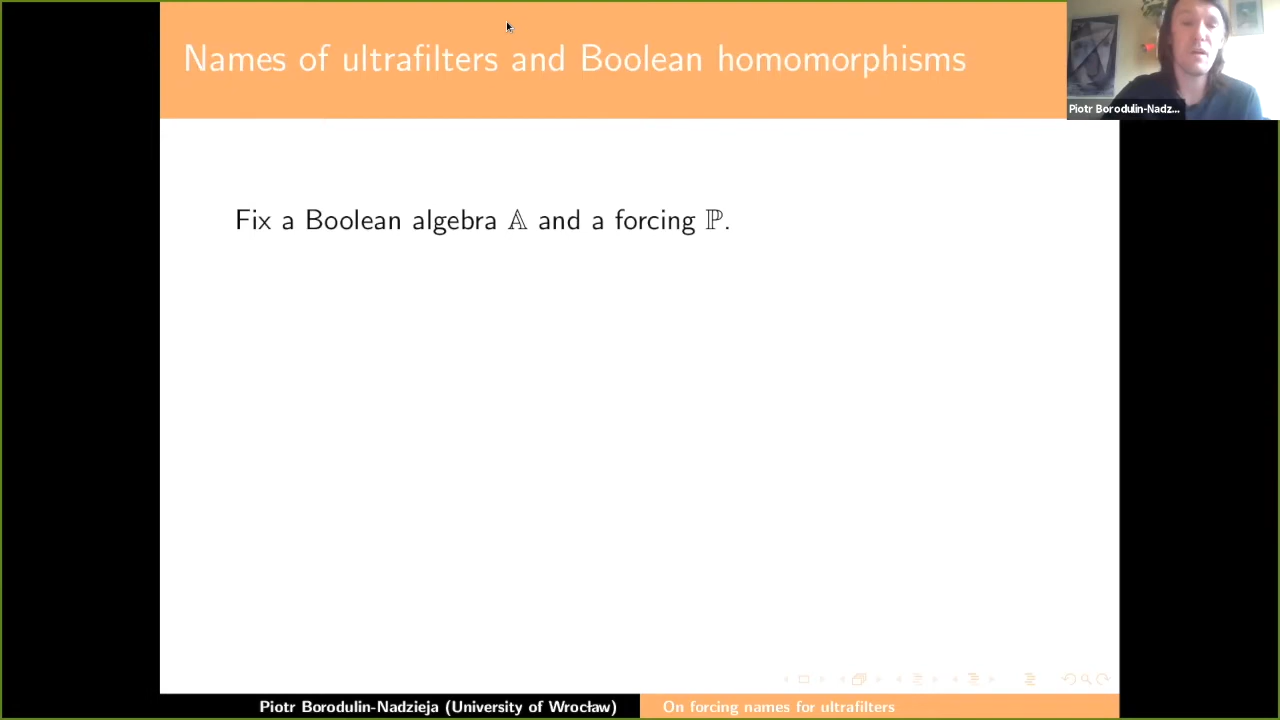 Names of ultrafilters and Boolean homomorphisms
Piotr Borodulin-Nadz...
Fix a Boolean algebra 𝔸 and a forcing ℙ.
Piotr Borodulin-Nadzieja (University of Wrocław)
On forcing names for ultrafilters